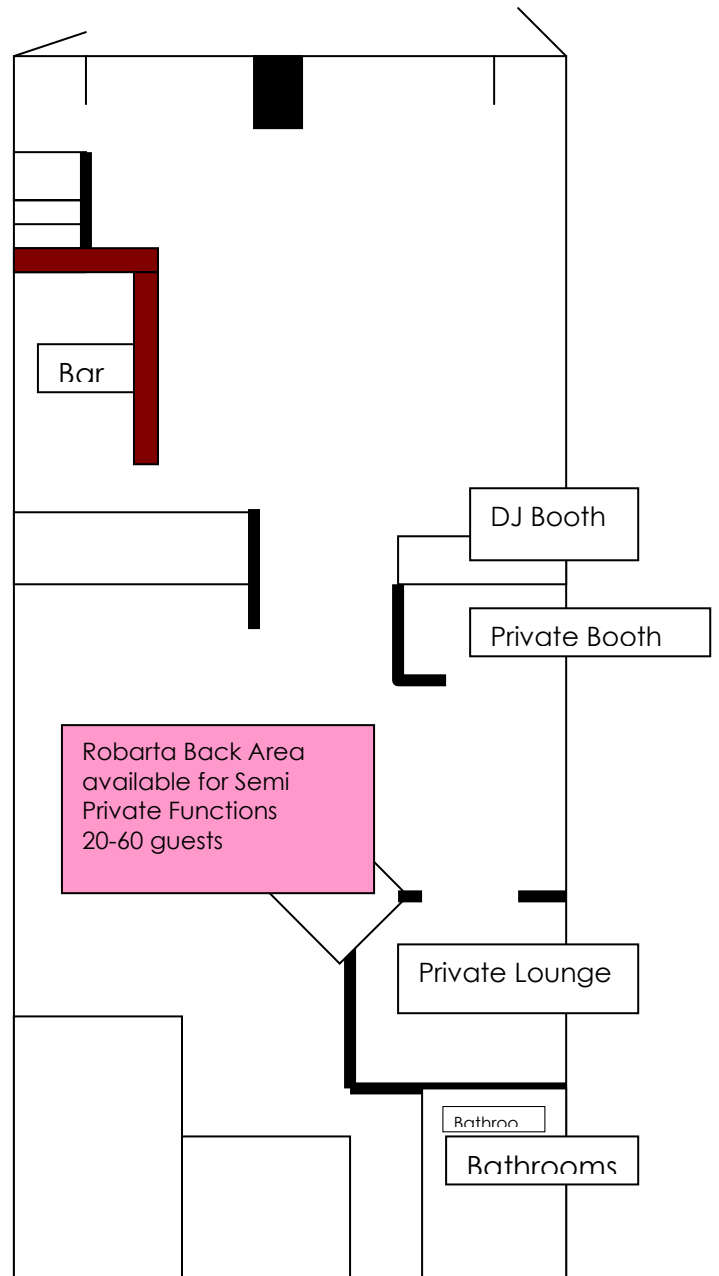 Bar
DJ Booth
Private Booth
Robarta Back Area
available for Semi
Private Functions
20-60 guests
Private Lounge
Bathroo
Bathrooms